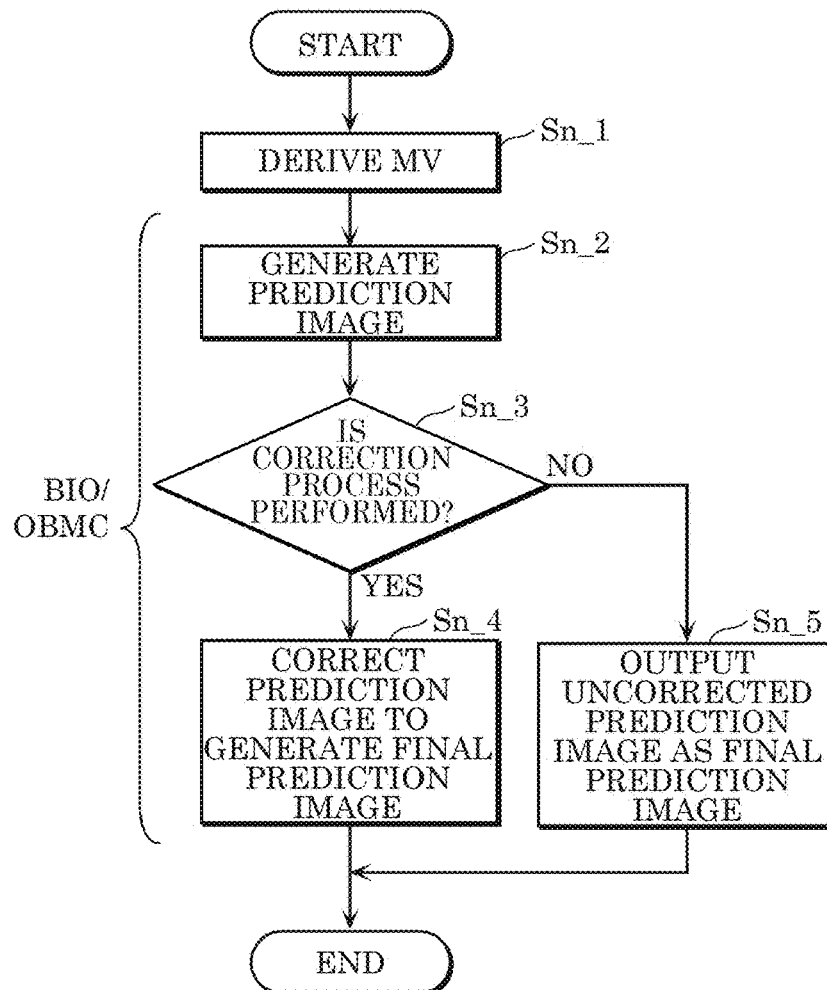 START
Sn_1
DERIVE MV
Sn_2
GENERATE
PREDICTION
IMAGE
Sn_3
IS
CORRECTION
PROCESS
PERFORMED?
NO
BIO/
OBMC
YES
Sn_4
CORRECT
PREDICTION
IMAGE TO
GENERATE FINAL
PREDICTION
IMAGE
Sn_5
OUTPUT
UNCORRECTED
PREDICTION
IMAGE AS FINAL
PREDICTION
IMAGE
END